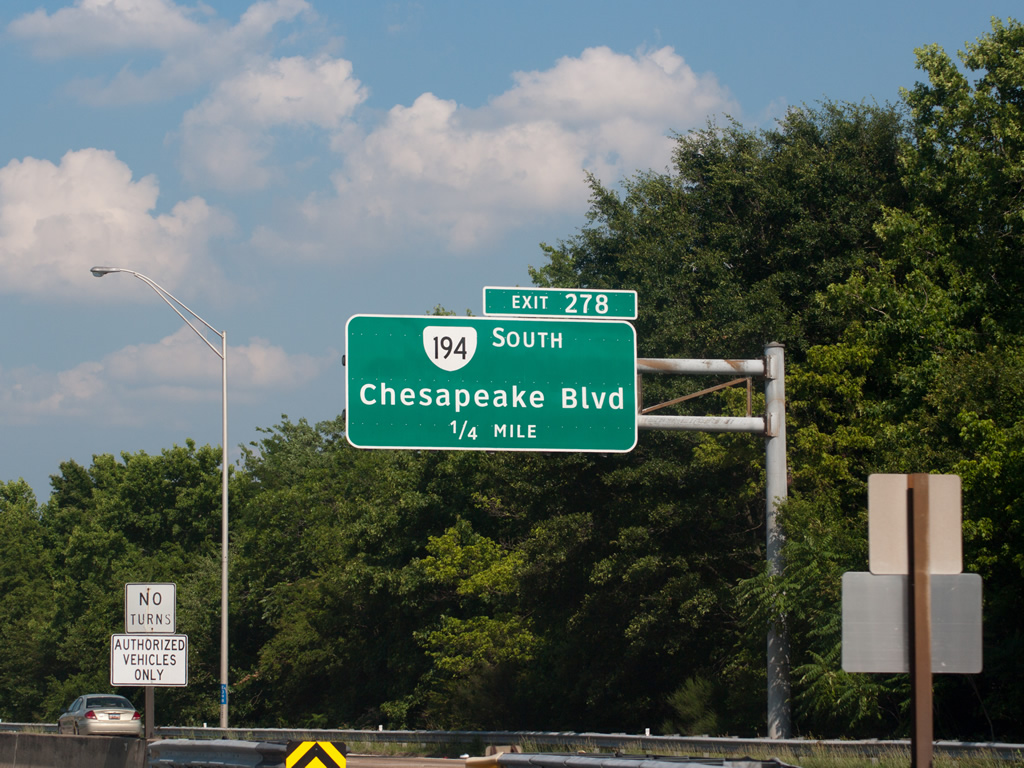 EXIT 278
194 SOUTH
Chesapeake Blvd
1/4 MILE
NO
TURNS
AUTHORIZED
VEHICLES
ONLY